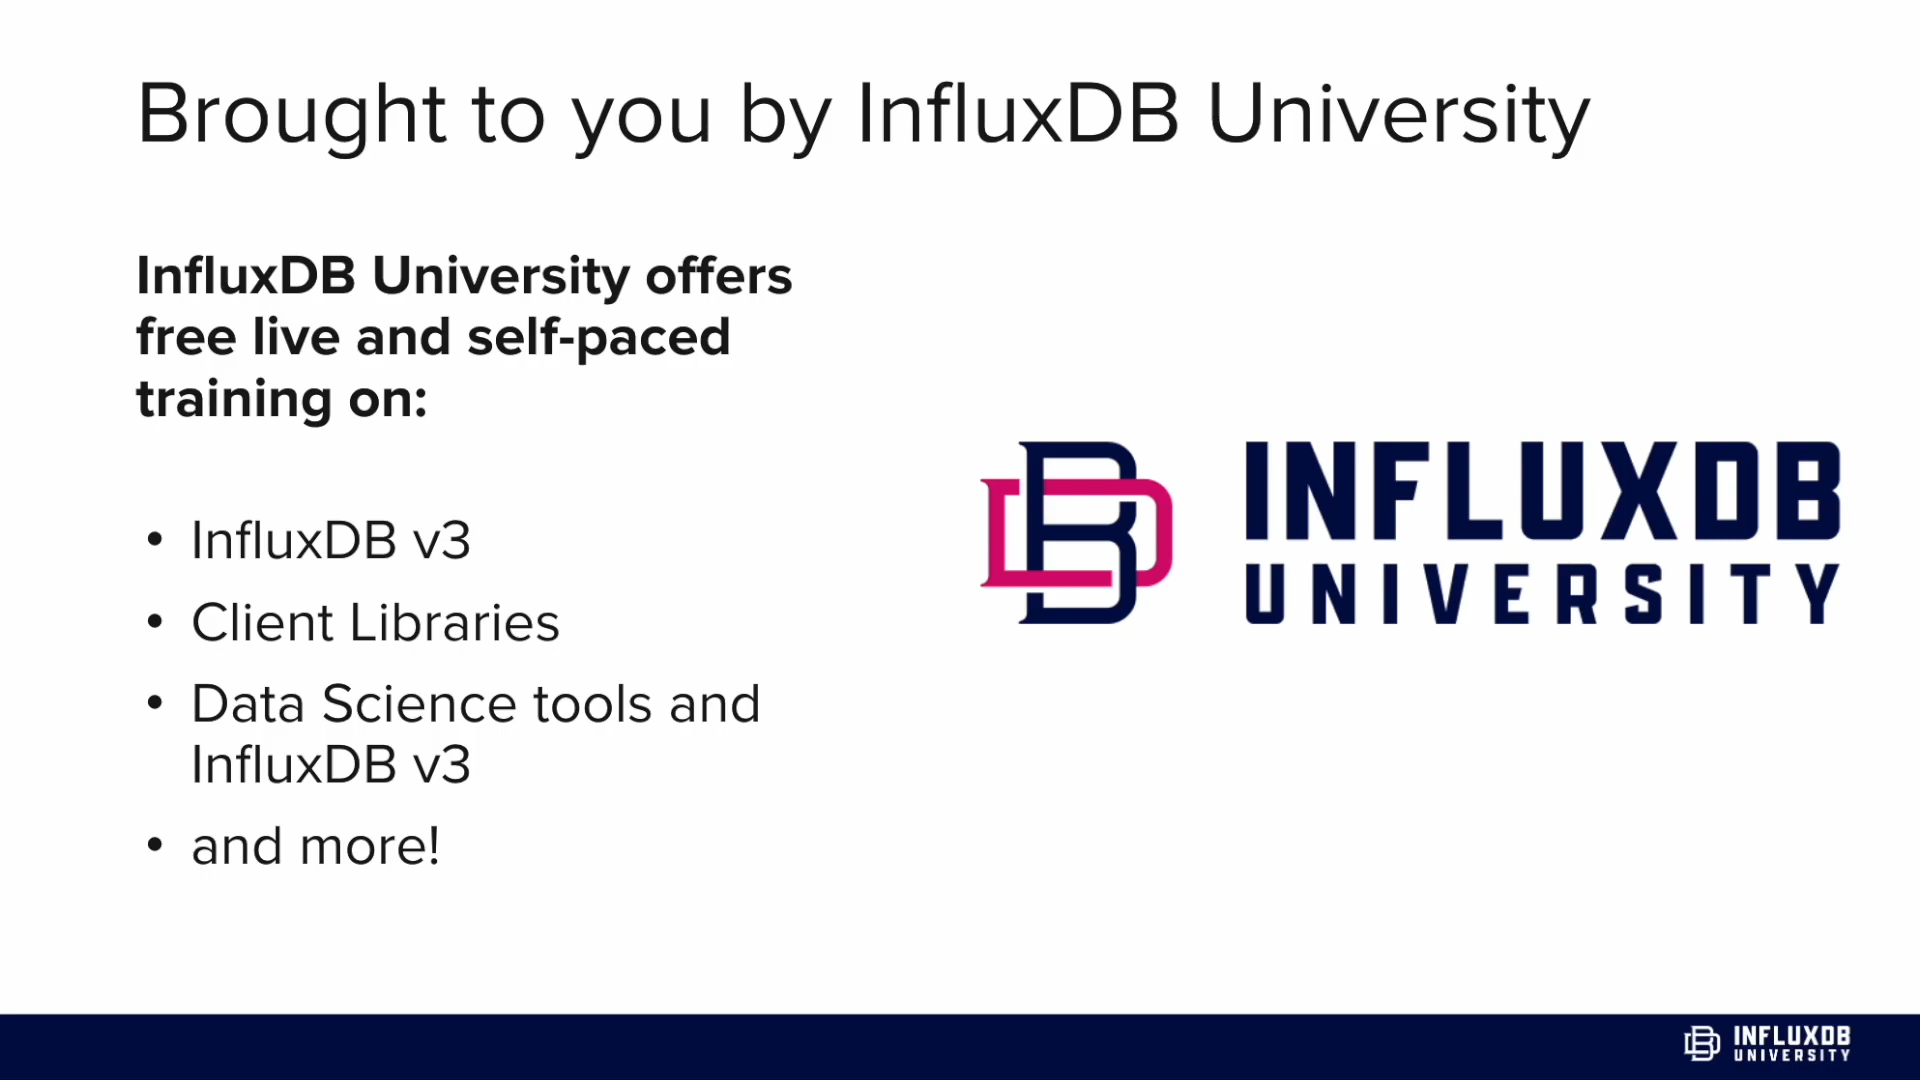 Brought to you by InfluxDB University
InfluxDB University offers
free live and self-paced
training on:
• InfluxDB v3
• Client Libraries
• Data Science tools and
InfluxDB v3
• and more!
INFLUXDB
UNIVERSITY
INFLUXDB
UNIVERSITY